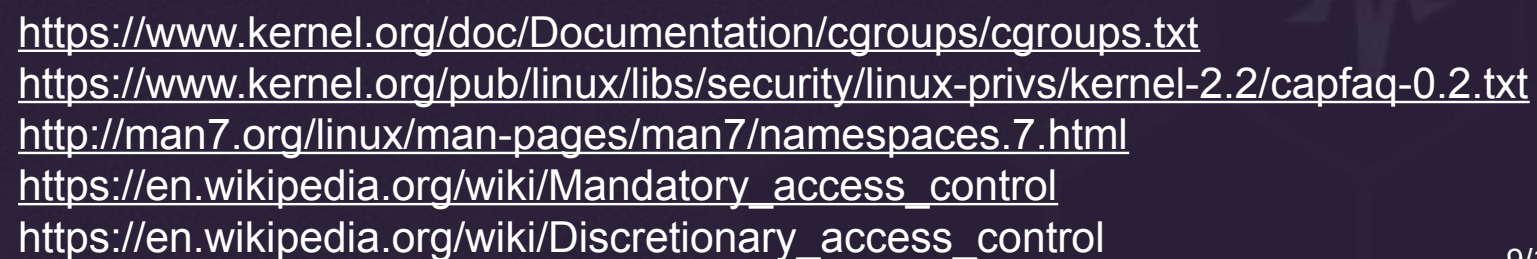 https://www.kernel.org/doc/Documentation/cgroups/cgroups.txt
https://www.kernel.org/pub/linux/libs/security/linux-privs/kernel-2.2/capfaq-0.2.txt
http://man7.org/linux/man-pages/man7/namespaces.7.html
https://en.wikipedia.org/wiki/Mandatory_access_control
https://en.wikipedia.org/wiki/Discretionary_access_control